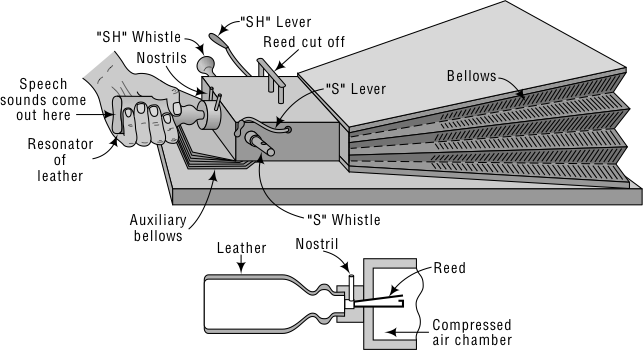 "SH" Lever
"SH" Whistle
Reed cut off
Nostrils
Bellows
Speech
sounds come
out here
"S" Lever
Resonator
of
leather
Auxiliary
bellows
"S" Whistle
Nostril
Leather
Reed
Compressed
air chamber